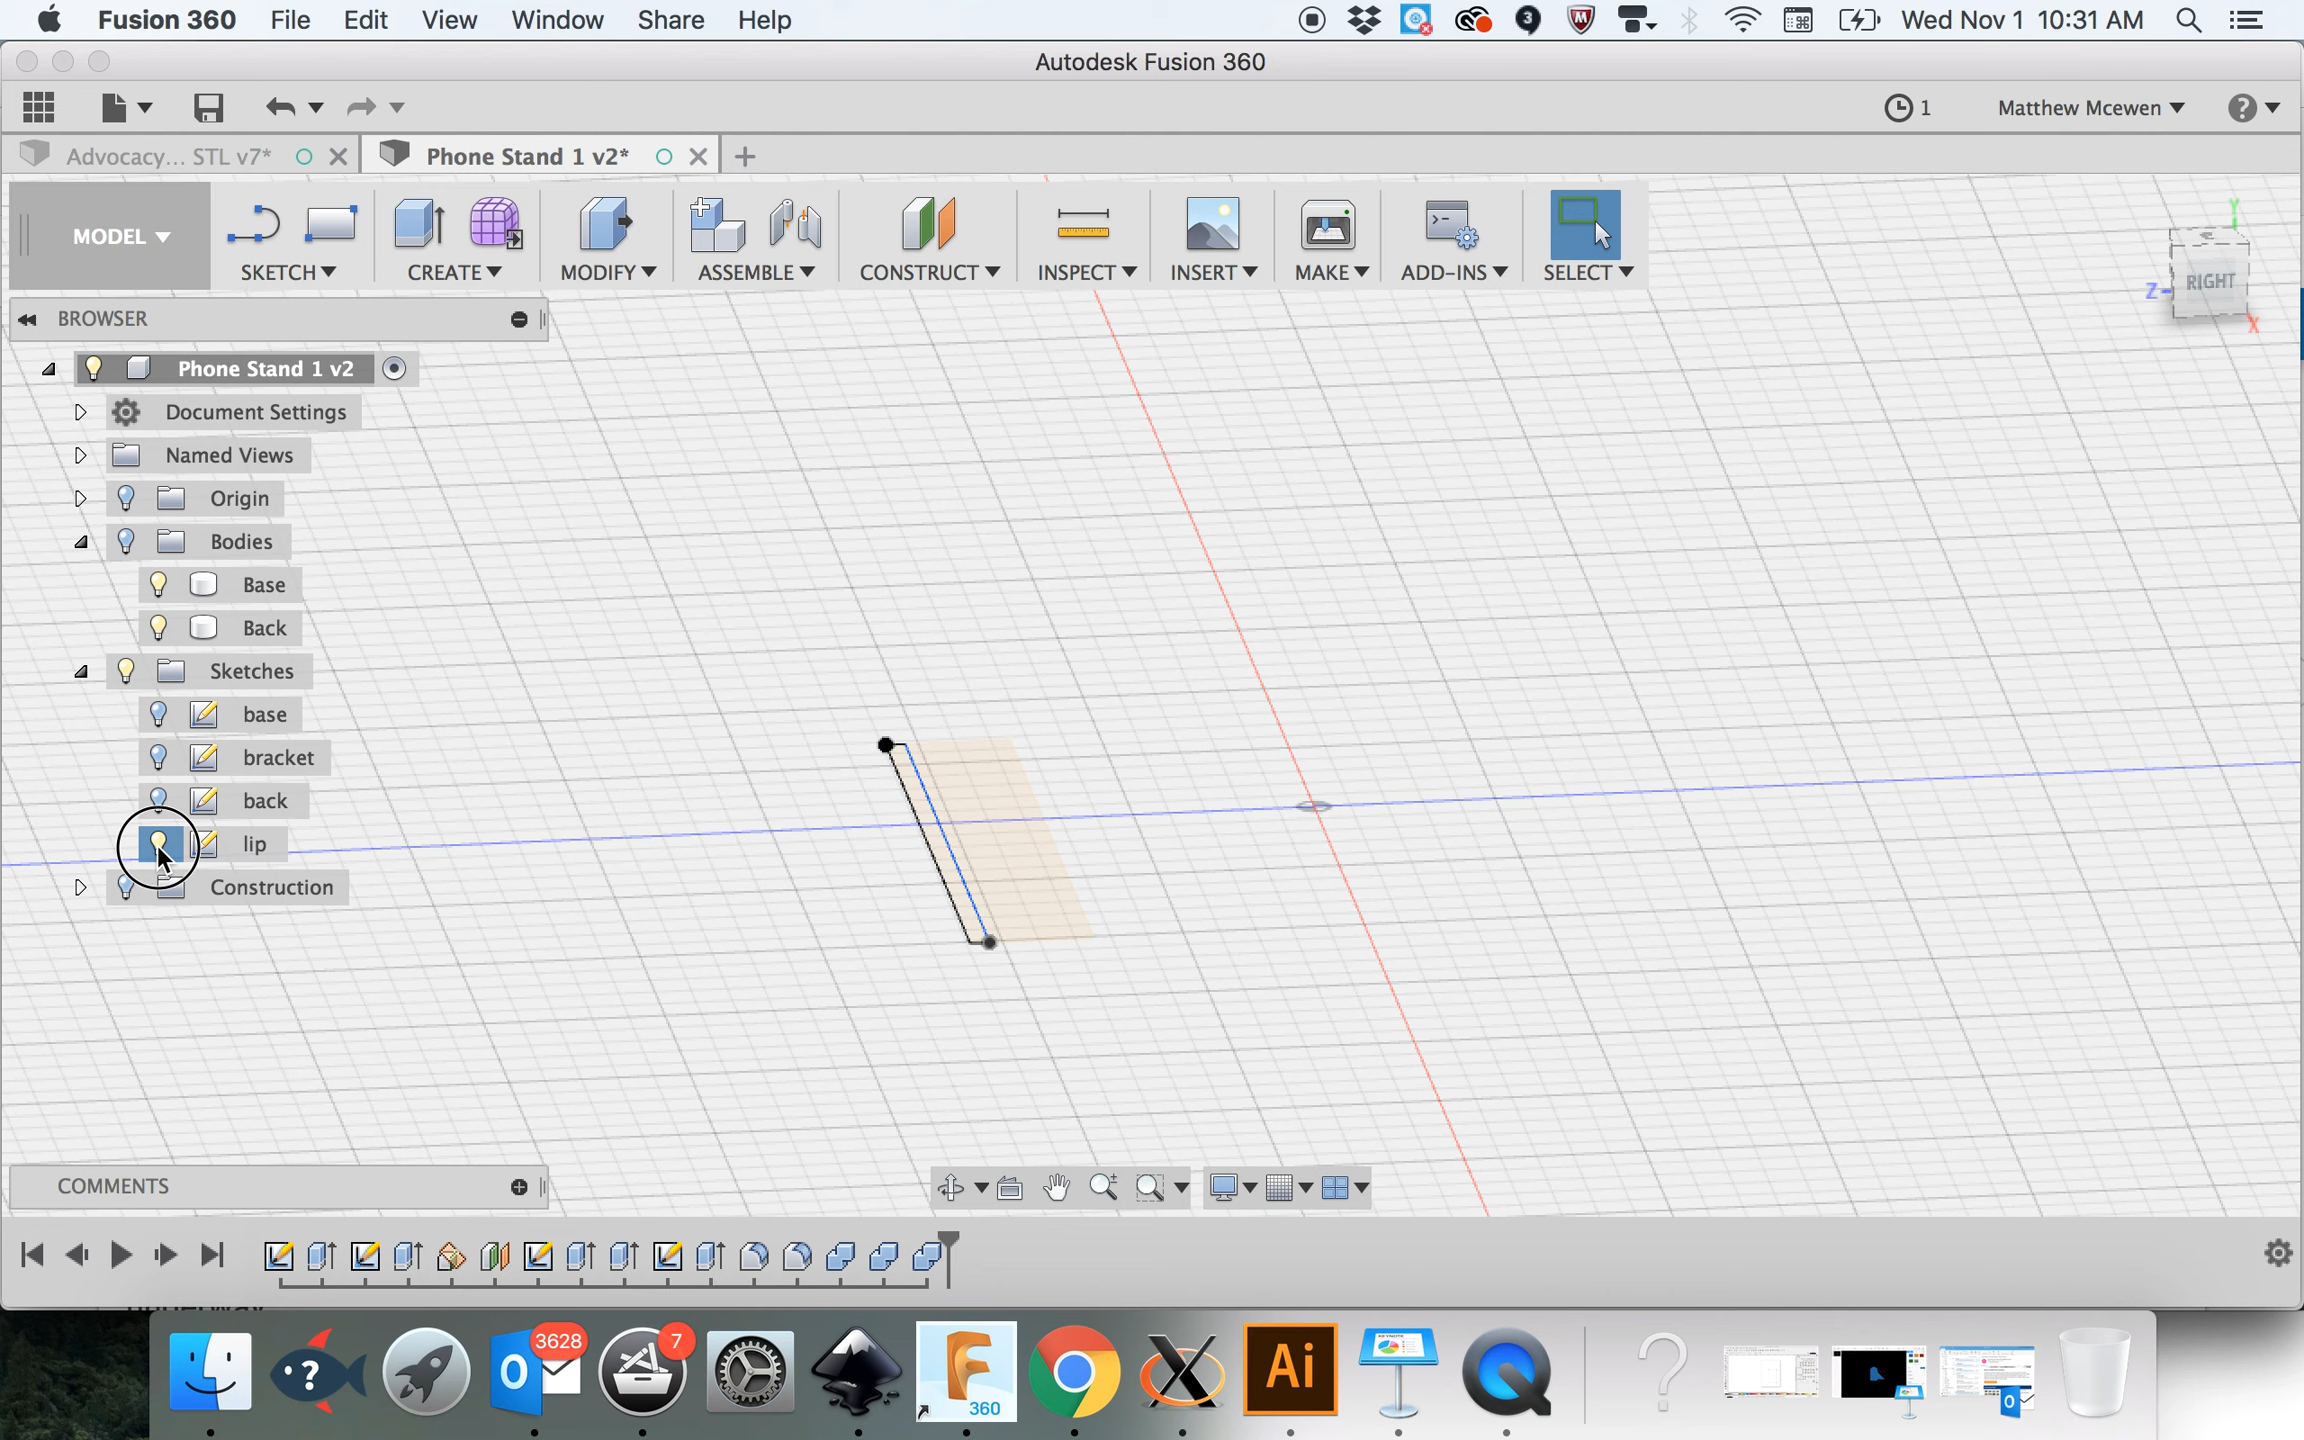 Fusion 360 File Edit View Window Share Help 3 Wed Nov 1 10:31 AM
Autodesk Fusion 360
1 Matthew Mcewen ?
Advocacy... STL v7* Phone Stand 1 v2* +
MODEL SKETCH CREATE MODIFY ASSEMBLE CONSTRUCT INSPECT INSERT MAKE ADD-INS SELECT
Y
Z RIGHT
X
BROWSER
Phone Stand 1 v2
Document Settings
Named Views
Origin
Bodies
Base
Back
Sketches
base
bracket
back
lip
Construction
COMMENTS
? 3628 7 360 Ai KEYNOTE ?